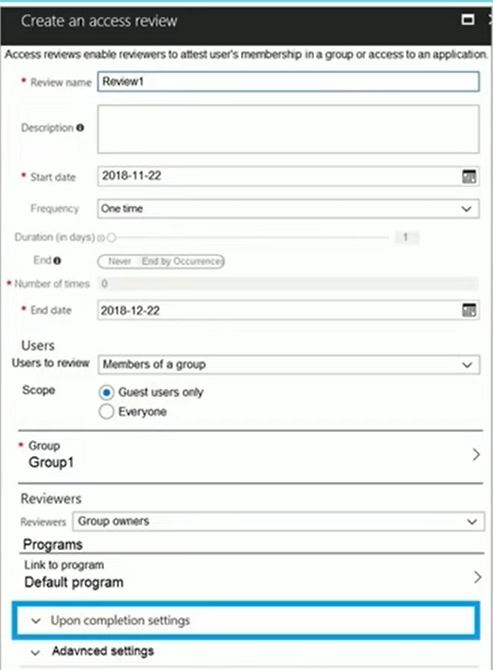 Create an access review
Access reviews enable reviewers to attest user's membership in a group or access to an application.
* Review name Review1
Description
* Start date 2018-11-22
Frequency One time
Duration (in days) 1
End Never End by Occurrences
* Number of times 0
* End date 2018-12-22
Users
Users to review Members of a group
Scope Guest users only
Everyone
* Group
Group1
Reviewers
Reviewers Group owners
Programs
Link to program
Default program
Upon completion settings
Adavnced settings